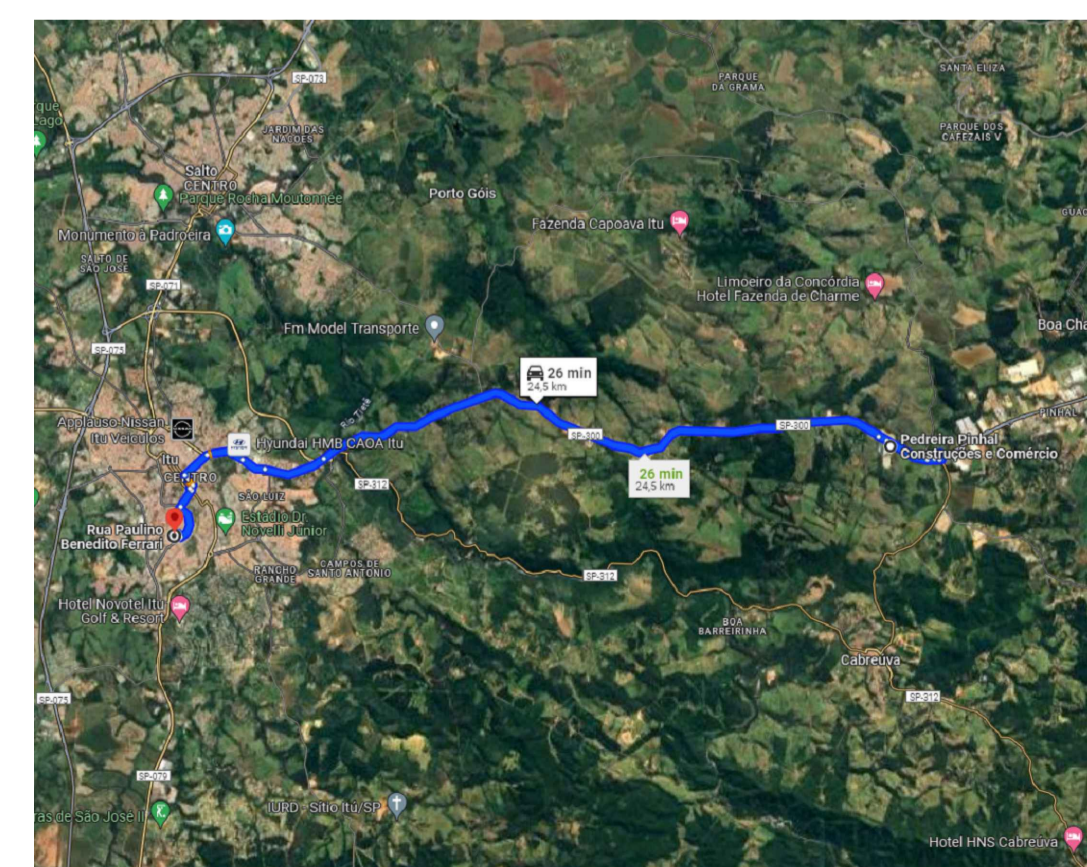 SP-073
PARQUE
DA GRAMA
SANTA ELIZA
PARQUE DOS
CAFEZAIS V
JARDIM DAS
NAÇÕES
Salto
CENTRO
Parque Rocha Moutonnée
Porto Góis
Monumento à Padroeira
Fazenda Capoava Itu
SALTO DE
SÃO JOSÉ
SP-071
Limoeiro da Concórdia
Hotel Fazenda de Charme
Fm Model Transporte
Boa Cha
SP-075
26 min
24,5 km
Rio Tietê
Applauso Nissan
Itu Veículos
Hyundai HMB CAOA Itu
SP-300
SP-300
PINHAL
Pedreira Pinhal
Construções e Comércio
Itu
CENTRO
SP-312
26 min
24,5 km
SÃO LUIZ
Estádio Dr.
Novelli Júnior
Rua Paulino
Benedito Ferrari
RANCHO
GRANDE
CAMPOS DE
SANTO ANTONIO
SP-312
Hotel Novotel Itu
Golf & Resort
BOA
BARREIRINHA
Cabreúva
SP-075
SP-312
SP-079
IURD - Sitio Itú/SP
ras de São José II
Hotel HNS Cabreúva